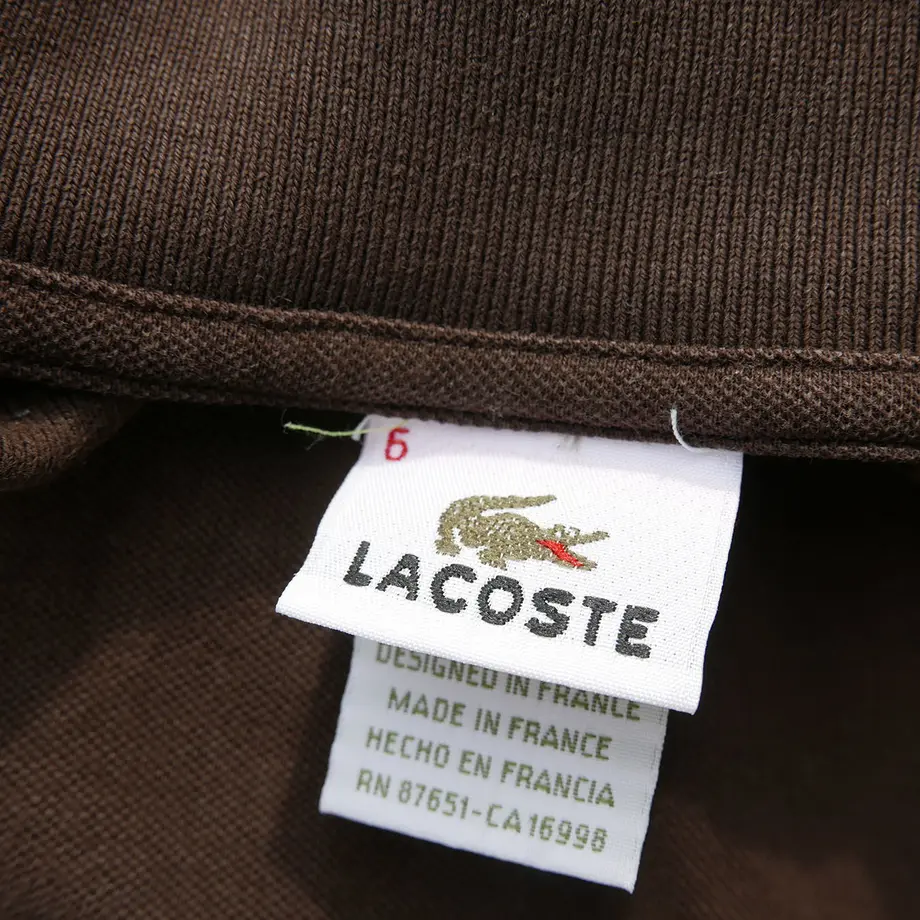 6
LACOSTE
DESIGNED IN FRANCE
MADE IN FRANCE
HECHO EN FRANCIA
RN 87651-CA16998